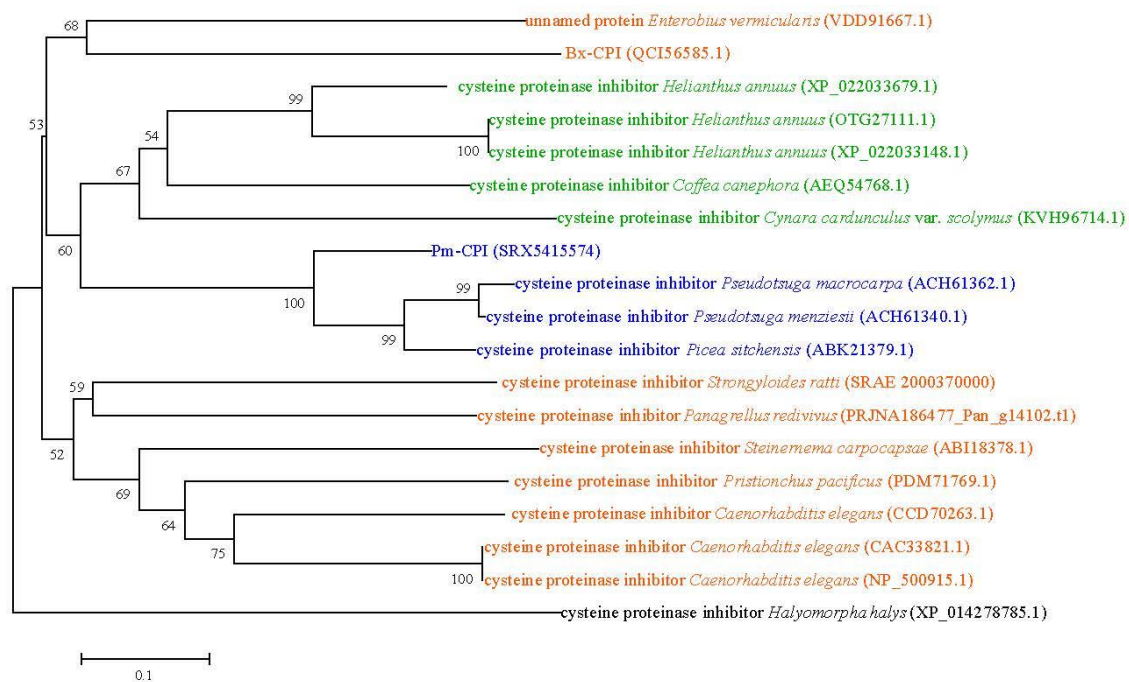 68
unnamed protein Enterobius vermicularis (VDD91667.1)
Bx-CPI (QCI56585.1)
99
cysteine proteinase inhibitor Helianthus annuus (XP_022033679.1)
53
54
cysteine proteinase inhibitor Helianthus annuus (OTG27111.1)
100
cysteine proteinase inhibitor Helianthus annuus (XP_022033148.1)
67
cysteine proteinase inhibitor Coffea canephora (AEQ54768.1)
cysteine proteinase inhibitor Cynara cardunculus var. scolymus (KVH96714.1)
60
Pm-CPI (SRX5415574)
100
99
cysteine proteinase inhibitor Pseudotsuga macrocarpa (ACH61362.1)
cysteine proteinase inhibitor Pseudotsuga menziesii (ACH61340.1)
99
cysteine proteinase inhibitor Picea sitchensis (ABK21379.1)
59
cysteine proteinase inhibitor Strongyloides ratti (SRAE 2000370000)
cysteine proteinase inhibitor Panagrellus redivivus (PRJNA186477_Pan_g14102.t1)
52
cysteine proteinase inhibitor Steinernema carpocapsae (ABI18378.1)
69
cysteine proteinase inhibitor Pristionchus pacificus (PDM71769.1)
64
cysteine proteinase inhibitor Caenorhabditis elegans (CCD70263.1)
75
cysteine proteinase inhibitor Caenorhabditis elegans (CAC33821.1)
100
cysteine proteinase inhibitor Caenorhabditis elegans (NP_500915.1)
cysteine proteinase inhibitor Halyomorpha halys (XP_014278785.1)
0.1